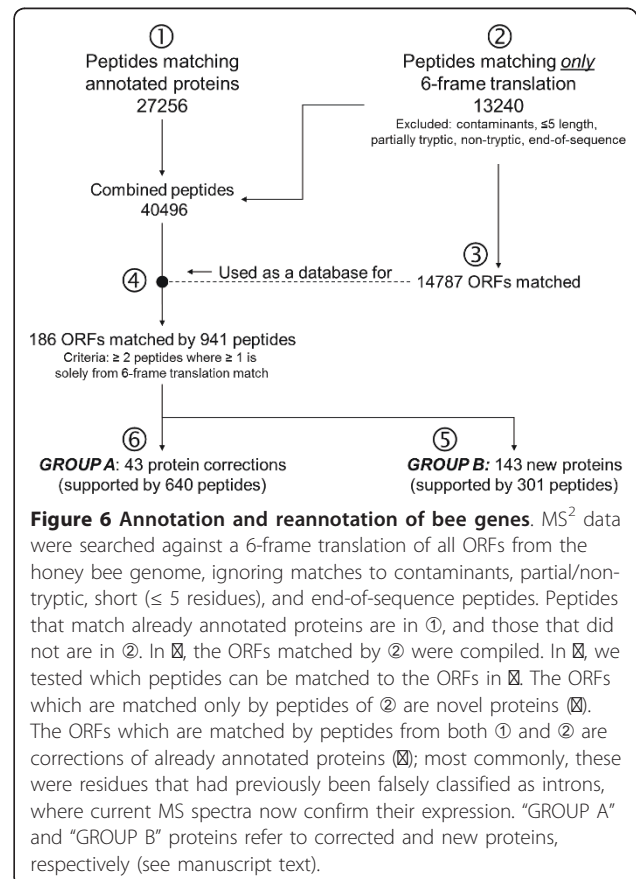 ① ②
Peptides matching Peptides matching only
annotated proteins 6-frame translation
27256 13240
Excluded: contaminants, ≤5 length,
partially tryptic, non-tryptic, end-of-sequence
Combined peptides
40496
③
④ ← Used as a database for 14787 ORFs matched
186 ORFs matched by 941 peptides
Criteria: ≥ 2 peptides where ≥ 1 is
solely from 6-frame translation match
⑥ ⑤
GROUP A: 43 protein corrections GROUP B: 143 new proteins
(supported by 640 peptides) (supported by 301 peptides)
Figure 6 Annotation and reannotation of bee genes. MS² data
were searched against a 6-frame translation of all ORFs from the
honey bee genome, ignoring matches to contaminants, partial/non-
tryptic, short (≤ 5 residues), and end-of-sequence peptides. Peptides
that match already annotated proteins are in ①, and those that did
not are in ②. In , the ORFs matched by ② were compiled. In , we
tested which peptides can be matched to the ORFs in . The ORFs
which are matched only by peptides of ② are novel proteins ().
The ORFs which are matched by peptides from both ① and ② are
corrections of already annotated proteins (); most commonly, these
were residues that had previously been falsely classified as introns,
where current MS spectra now confirm their expression. “GROUP A”
and “GROUP B” proteins refer to corrected and new proteins,
respectively (see manuscript text).